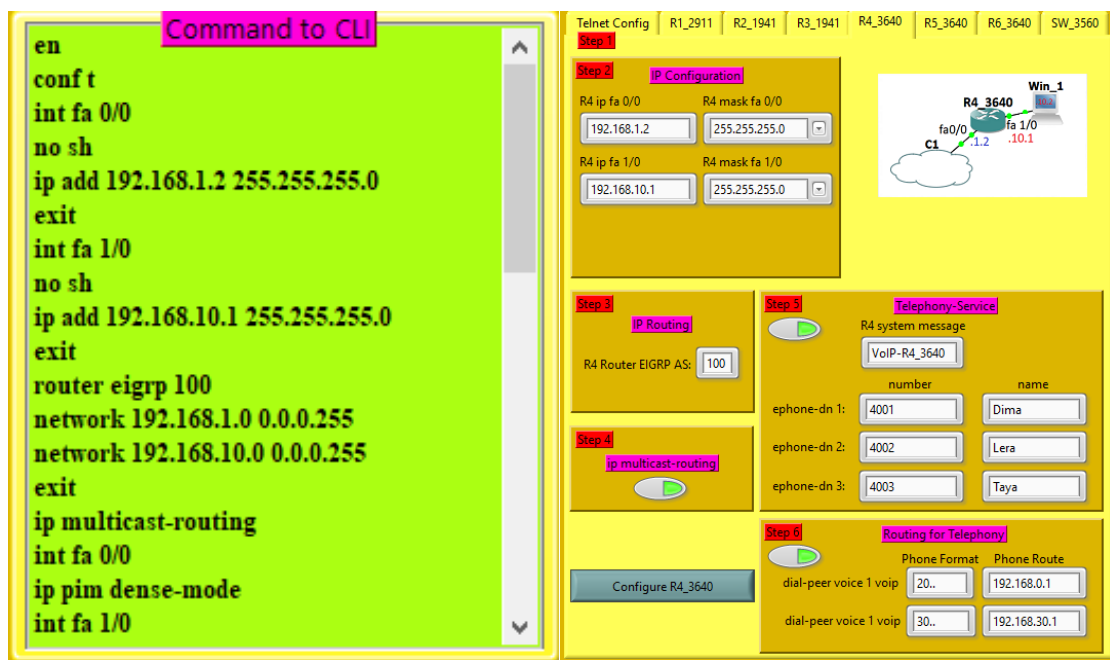 Command to CLI
en
conf t
int fa 0/0
no sh
ip add 192.168.1.2 255.255.255.0
exit
int fa 1/0
no sh
ip add 192.168.10.1 255.255.255.0
exit
router eigrp 100
network 192.168.1.0 0.0.0.255
network 192.168.10.0 0.0.0.255
exit
ip multicast-routing
int fa 0/0
ip pim dense-mode
int fa 1/0
Telnet Config R1_2911 R2_1941 R3_1941 R4_3640 R5_3640 R6_3640 SW_3560
Step 1
Step 2 IP Configuration
R4 ip fa 0/0 R4 mask fa 0/0
192.168.1.2 255.255.255.0
R4 ip fa 1/0 R4 mask fa 1/0
192.168.10.1 255.255.255.0
Win_1
10.2
R4_3640
fa0/0 fa 1/0
.1.2 .10.1
C1
Step 3
IP Routing
R4 Router EIGRP AS: 100
Step 4
ip multicast-routing
Configure R4_3640
Step 5 Telephony-Service
R4 system message
VoIP-R4_3640
number name
ephone-dn 1: 4001 Dima
ephone-dn 2: 4002 Lera
ephone-dn 3: 4003 Taya
Step 6 Routing for Telephony
Phone Format Phone Route
dial-peer voice 1 voip 20.. 192.168.0.1
dial-peer voice 1 voip 30.. 192.168.30.1